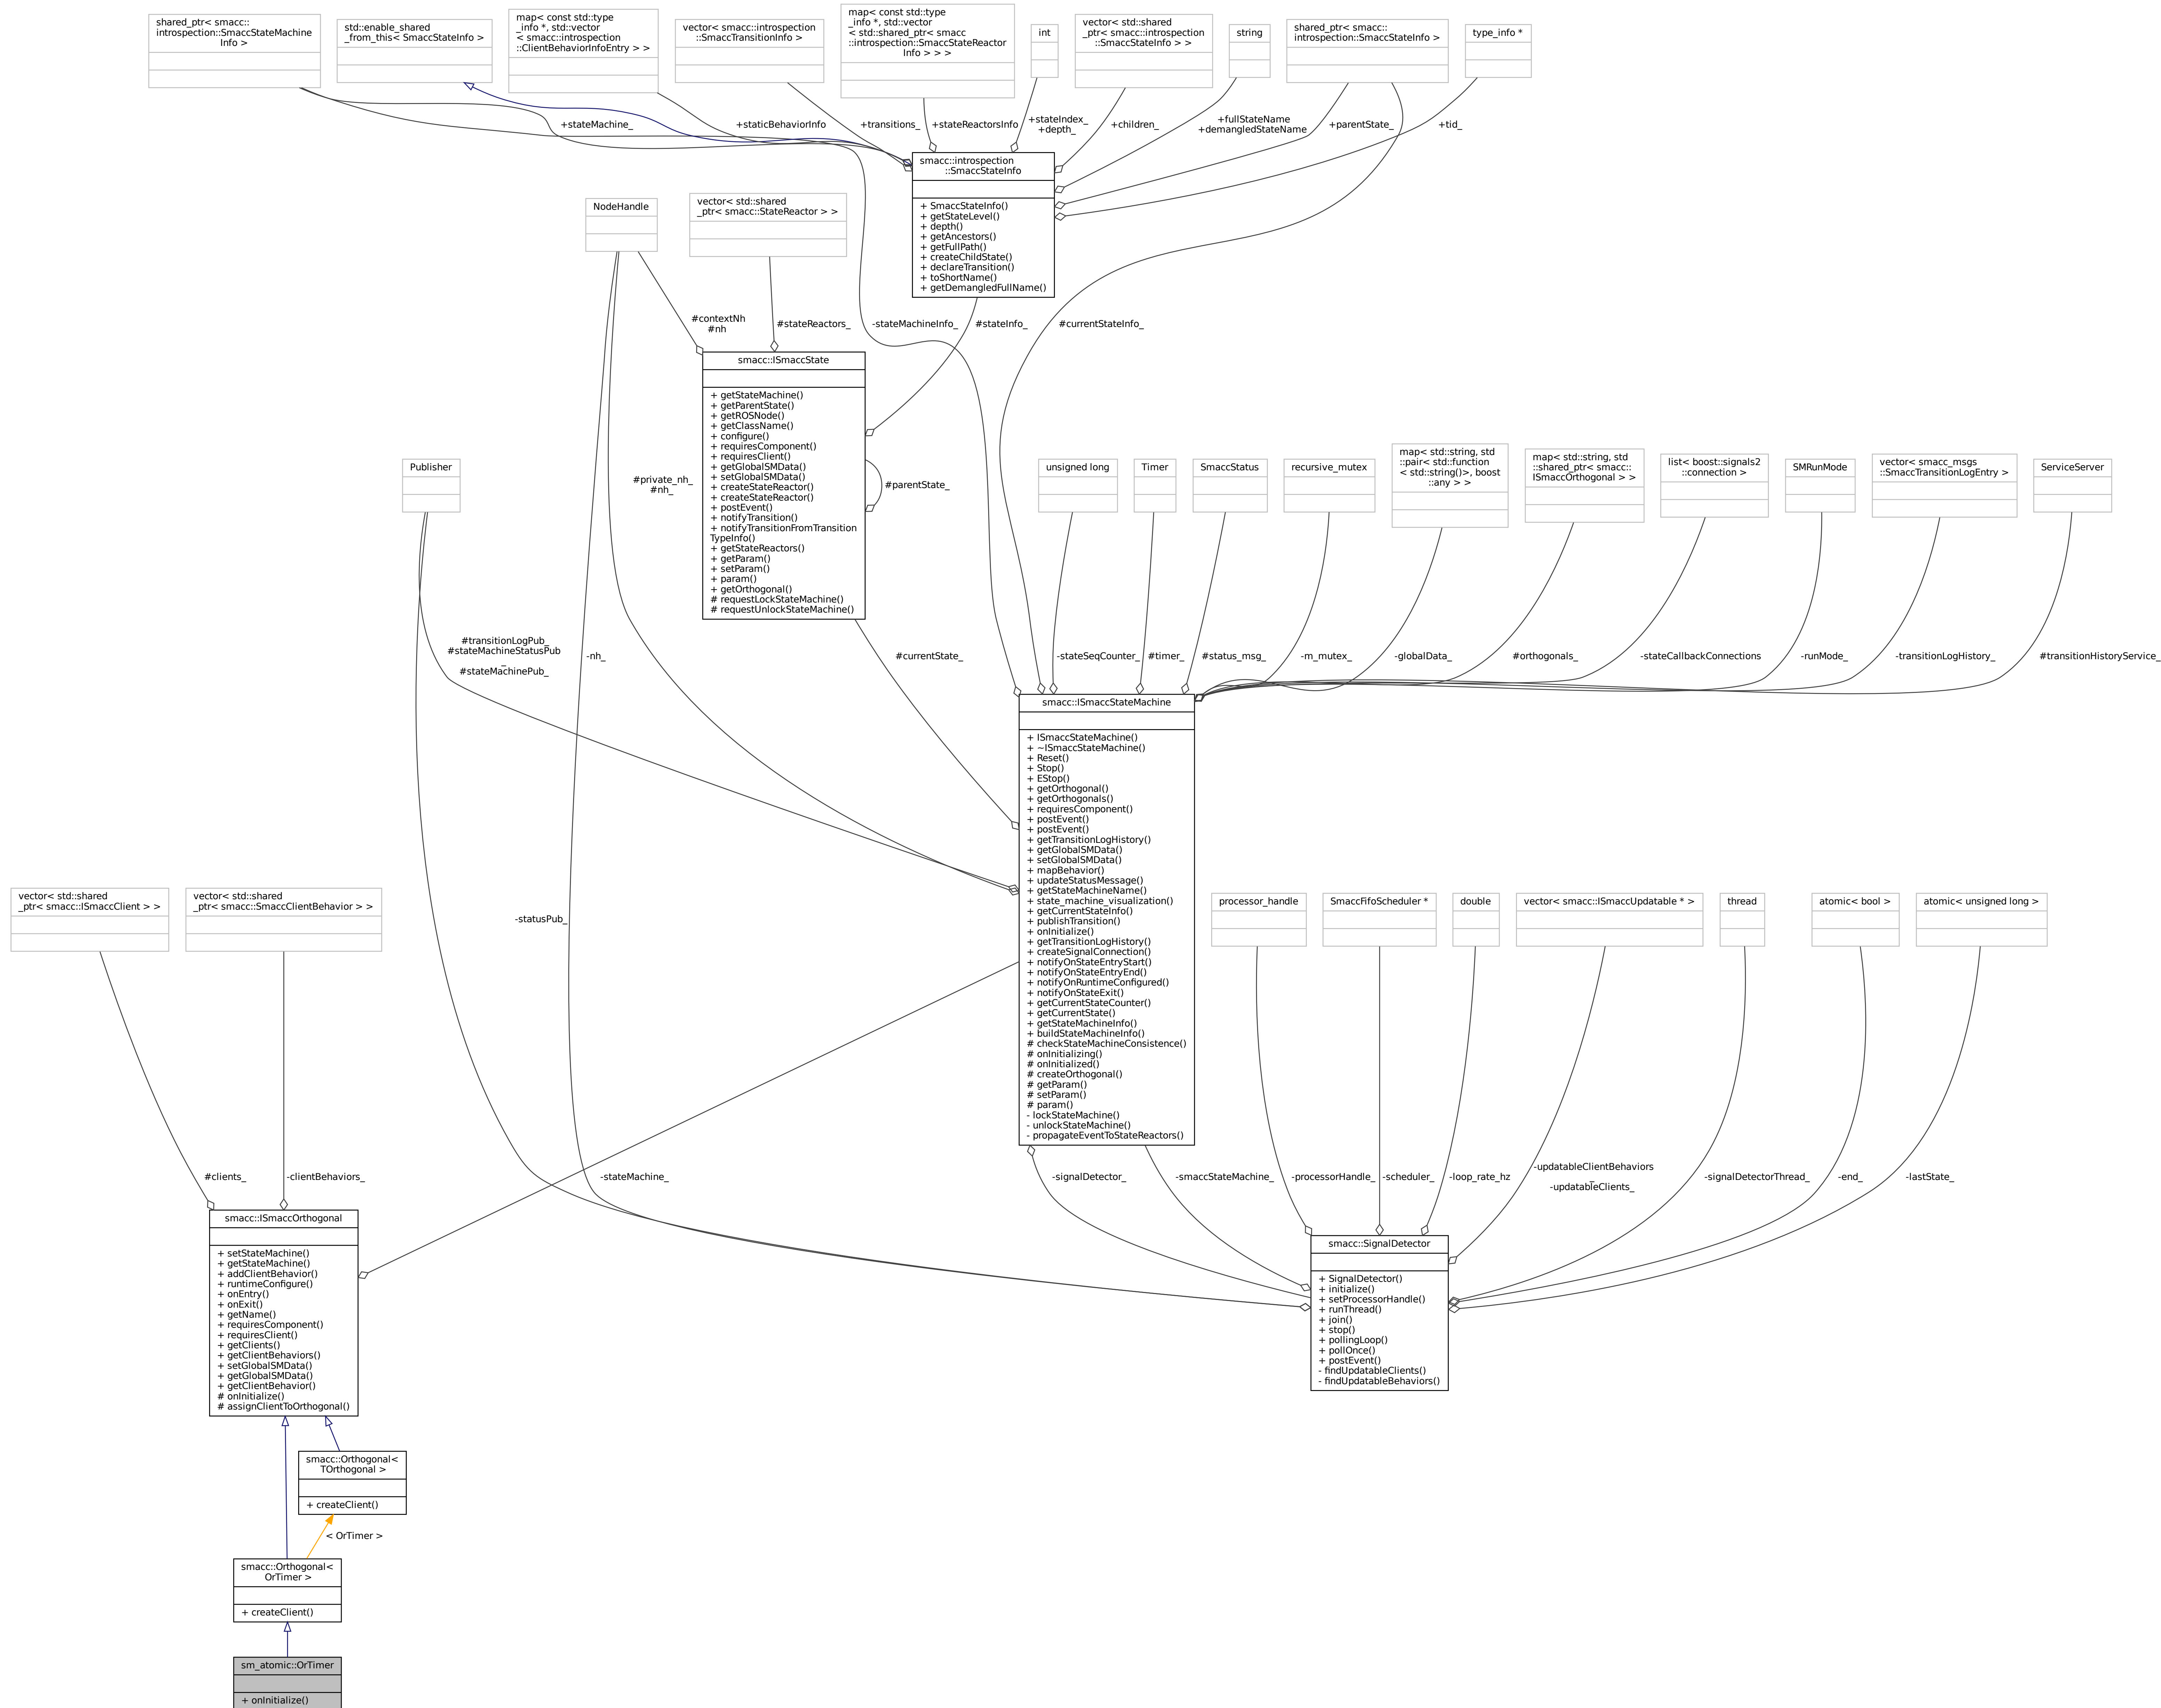 shared_ptr< smacc::
introspection::SmaccStateMachine
Info >
std::enable_shared
_from_this< SmaccStateInfo >
map< const std::type
_info *, std::vector
< smacc::introspection
::ClientBehaviorInfoEntry > >
vector< smacc::introspection
::SmaccTransitionInfo >
map< const std::type
_info *, std::vector
< std::shared_ptr< smacc
::introspection::SmaccStateReactor
Info > > >
int
vector< std::shared
_ptr< smacc::introspection
::SmaccStateInfo > >
string
shared_ptr< smacc::
introspection::SmaccStateInfo >
type_info *
+stateMachine_
+staticBehaviorInfo
+transitions_
+stateReactorsInfo
+stateIndex_
+depth_
+children_
+fullStateName
+demangledStateName
+parentState_
+tid_
smacc::introspection
::SmaccStateInfo
+ SmaccStateInfo()
+ getStateLevel()
+ depth()
+ getAncestors()
+ getFullPath()
+ createChildState()
+ declareTransition()
+ toShortName()
+ getDemangledFullName()
NodeHandle
vector< std::shared
_ptr< smacc::StateReactor > >
#contextNh
#nh
#stateReactors_
-stateMachineInfo_
#stateInfo_
#currentStateInfo_
smacc::ISmaccState
+ getStateMachine()
+ getParentState()
+ getROSNode()
+ getClassName()
+ configure()
+ requiresComponent()
+ requiresClient()
+ getGlobalSMData()
+ setGlobalSMData()
+ createStateReactor()
+ createStateReactor()
+ postEvent()
+ notifyTransition()
+ notifyTransitionFromTransition
TypeInfo()
+ getStateReactors()
+ getParam()
+ setParam()
+ param()
+ getOrthogonal()
# requestLockStateMachine()
# requestUnlockStateMachine()
#parentState_
#private_nh_
#nh_
Publisher
unsigned long
Timer
SmaccStatus
recursive_mutex
map< std::string, std
::pair< std::function
< std::string()>, boost
::any > >
map< std::string, std
::shared_ptr< smacc::
ISmaccOrthogonal > >
list< boost::signals2
::connection >
SMRunMode
vector< smacc_msgs
::SmaccTransitionLogEntry >
ServiceServer
#transitionLogPub_
#stateMachineStatusPub
_
#stateMachinePub_
-nh_
#currentState_
-stateSeqCounter_
#timer_
#status_msg_
-m_mutex_
-globalData_
#orthogonals_
-stateCallbackConnections
-runMode_
-transitionLogHistory_
#transitionHistoryService_
smacc::ISmaccStateMachine
+ ISmaccStateMachine()
+ ~ISmaccStateMachine()
+ Reset()
+ Stop()
+ EStop()
+ getOrthogonal()
+ getOrthogonals()
+ requiresComponent()
+ postEvent()
+ postEvent()
+ getTransitionLogHistory()
+ getGlobalSMData()
+ setGlobalSMData()
+ mapBehavior()
+ updateStatusMessage()
+ getStateMachineName()
+ state_machine_visualization()
+ getCurrentStateInfo()
+ publishTransition()
+ onInitialize()
+ getTransitionLogHistory()
+ createSignalConnection()
+ notifyOnStateEntryStart()
+ notifyOnStateEntryEnd()
+ notifyOnRuntimeConfigured()
+ notifyOnStateExit()
+ getCurrentStateCounter()
+ getCurrentState()
+ getStateMachineInfo()
+ buildStateMachineInfo()
# checkStateMachineConsistence()
# onInitializing()
# onInitialized()
# createOrthogonal()
# getParam()
# setParam()
# param()
- lockStateMachine()
- unlockStateMachine()
- propagateEventToStateReactors()
vector< std::shared
_ptr< smacc::ISmaccClient > >
vector< std::shared
_ptr< smacc::SmaccClientBehavior > >
-statusPub_
processor_handle
SmaccFifoScheduler *
double
vector< smacc::ISmaccUpdatable * >
thread
atomic< bool >
atomic< unsigned long >
#clients_
-clientBehaviors_
-stateMachine_
-signalDetector_
-smaccStateMachine_
-processorHandle_
-scheduler_
-loop_rate_hz
-updatableClientBehaviors
_
-updatableClients_
-signalDetectorThread_
-end_
-lastState_
smacc::ISmaccOrthogonal
+ setStateMachine()
+ getStateMachine()
+ addClientBehavior()
+ runtimeConfigure()
+ onEntry()
+ onExit()
+ getName()
+ requiresComponent()
+ requiresClient()
+ getClients()
+ getClientBehaviors()
+ setGlobalSMData()
+ getGlobalSMData()
+ getClientBehavior()
# onInitialize()
# assignClientToOrthogonal()
smacc::SignalDetector
+ SignalDetector()
+ initialize()
+ setProcessorHandle()
+ runThread()
+ join()
+ stop()
+ pollingLoop()
+ pollOnce()
+ postEvent()
- findUpdatableClients()
- findUpdatableBehaviors()
smacc::Orthogonal<
TOrthogonal >
+ createClient()
< OrTimer >
smacc::Orthogonal<
OrTimer >
+ createClient()
sm_atomic::OrTimer
+ onInitialize()